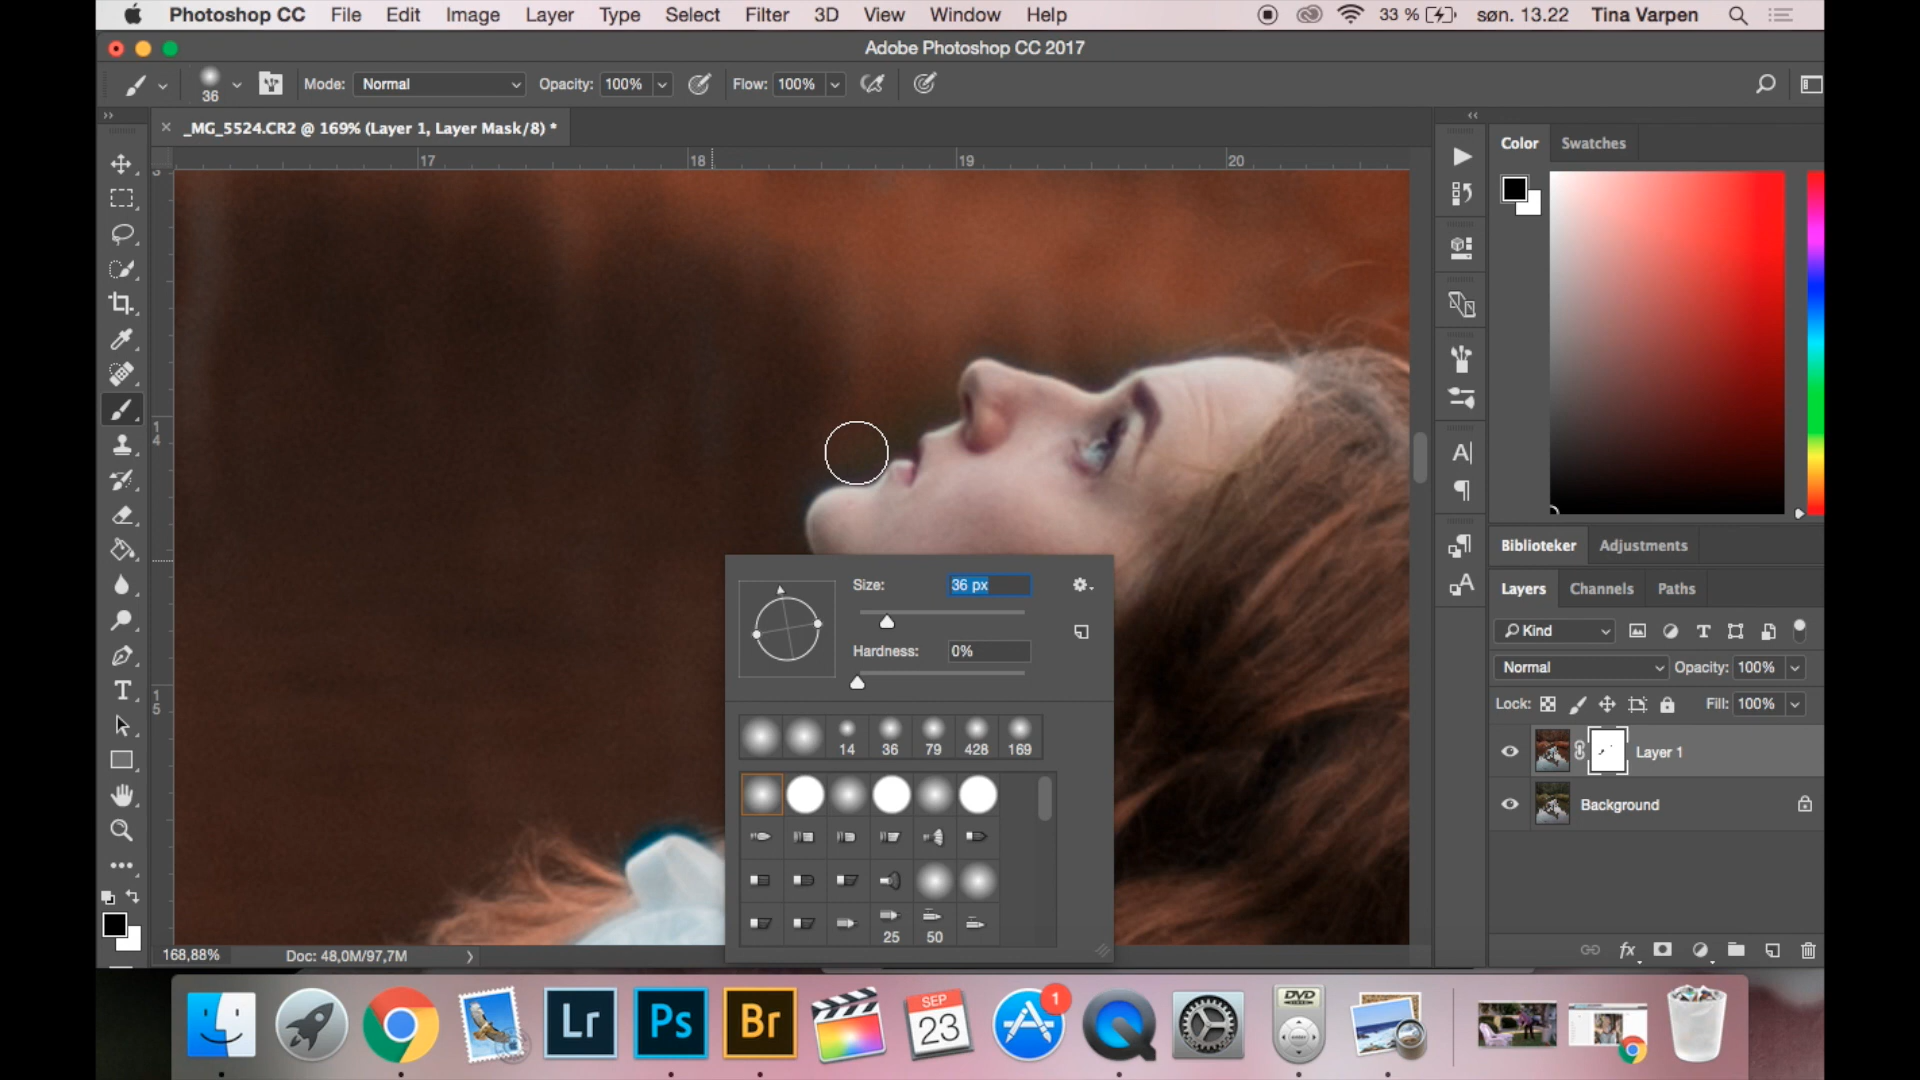 Photoshop CC File Edit Image Layer Type Select Filter 3D View Window Help 33 % søn. 13.22 Tina Varpen
Adobe Photoshop CC 2017
36 Mode: Normal Opacity: 100% Flow: 100%
_MG_5524.CR2 @ 169% (Layer 1, Layer Mask/8) *
17 18 19 20
14
15
Color Swatches
Biblioteker Adjustments
Layers Channels Paths
Kind
Normal Opacity: 100%
Lock: Fill: 100%
Layer 1
Background
Size: 36 px
Hardness: 0%
14 36 79 428 169
25 50
168,88% Doc: 48,0M/97,7M
Lr Ps Br SEP 23 1 DVD